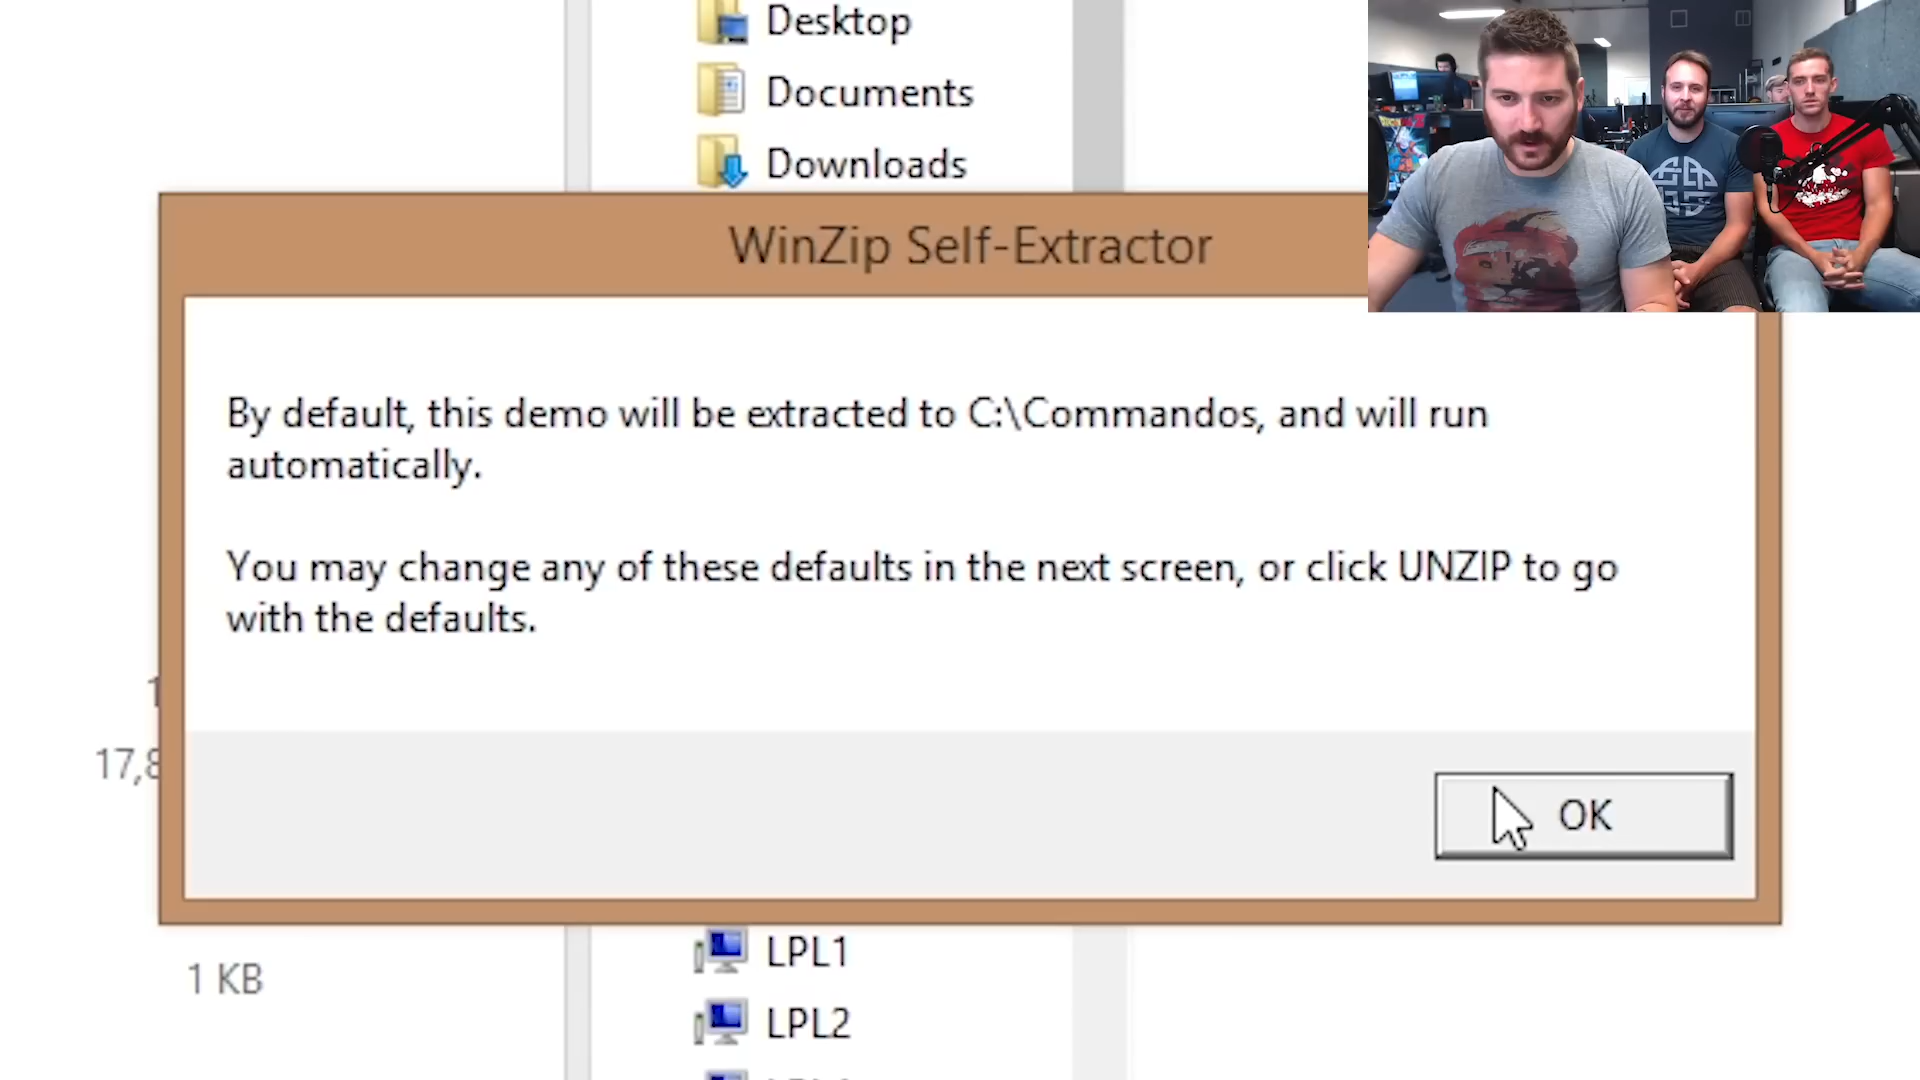 Desktop
Documents
Downloads
WinZip Self-Extractor
By default, this demo will be extracted to C:\Commandos, and will run
automatically.
You may change any of these defaults in the next screen, or click UNZIP to go
with the defaults.
17,8
OK
LPL1
1 KB
LPL2